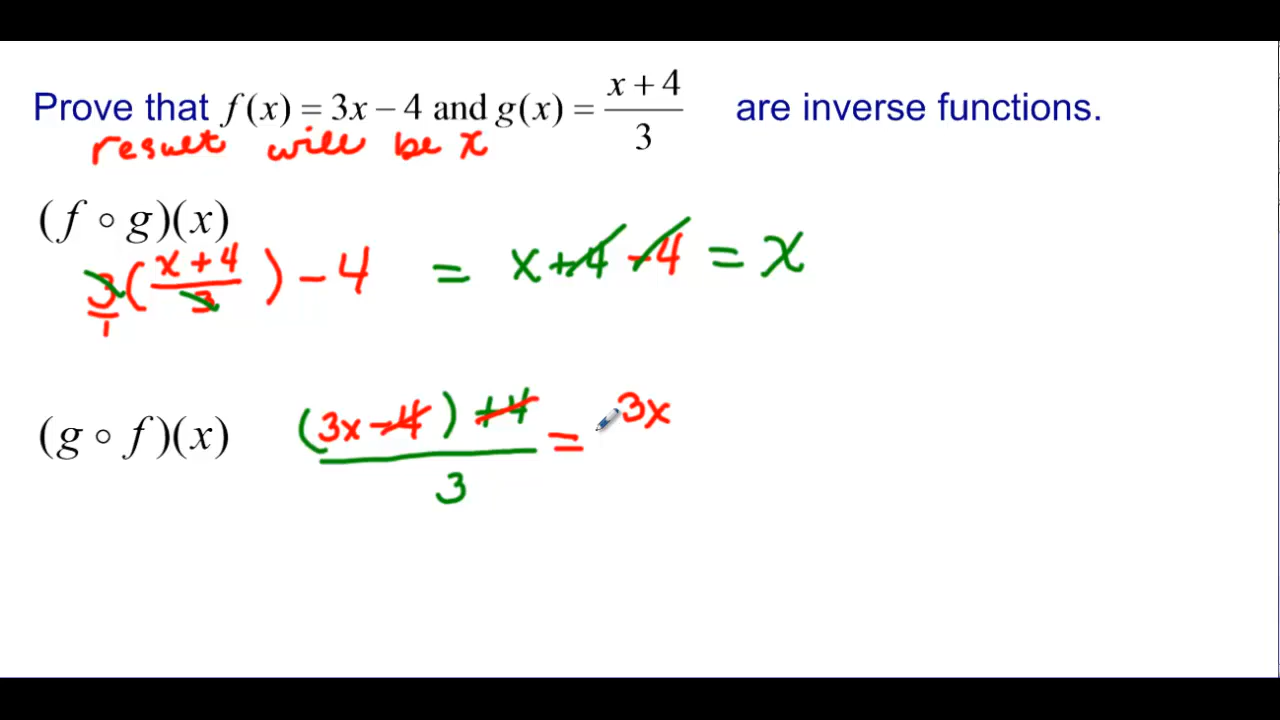 Prove that f(x) = 3x − 4 and g(x) = (x + 4)/3 are inverse functions.
result will be x
(f ∘ g)(x)
3/1 ((x + 4)/3) − 4 = x + 4 − 4 = x
(g ∘ f)(x) ((3x − 4) + 4)/3 = 3x